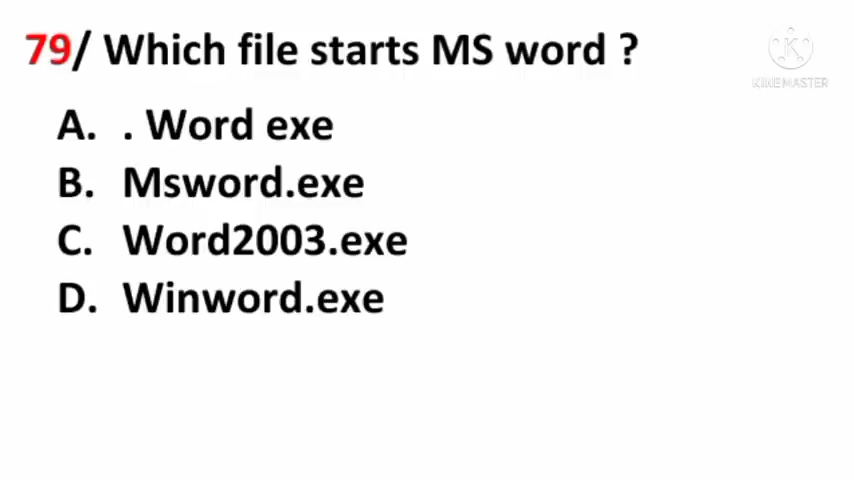 79/ Which file starts MS word ?
KINEMASTER
A. . Word exe
B. Msword.exe
C. Word2003.exe
D. Winword.exe